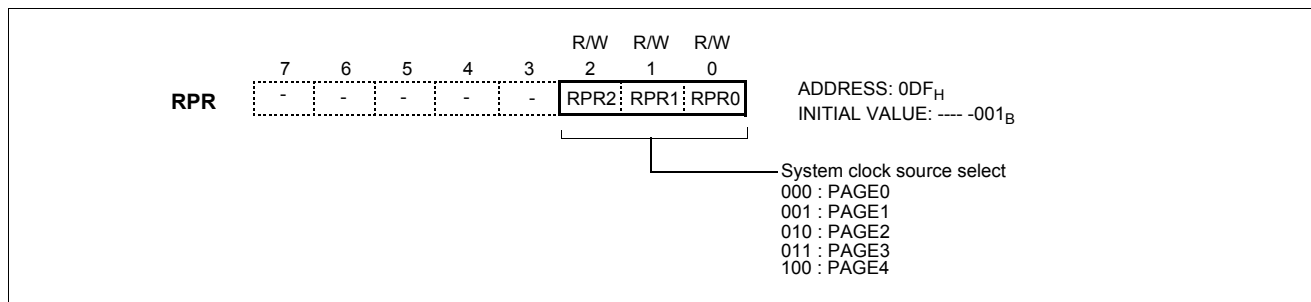 R/W R/W R/W
7 6 5 4 3 2 1 0
RPR - - - - - RPR2 RPR1 RPR0
ADDRESS: 0DFH
INITIAL VALUE: ---- -001B
System clock source select
000 : PAGE0
001 : PAGE1
010 : PAGE2
011 : PAGE3
100 : PAGE4